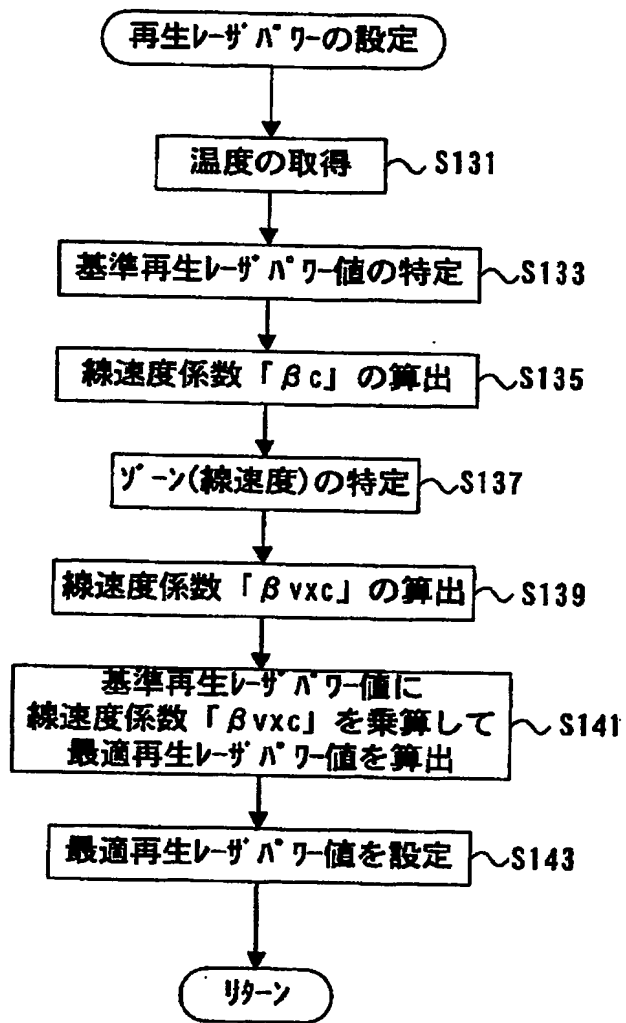 再生ﾚｰｻﾞﾊﾟﾜｰの設定
温度の取得
S131
基準再生ﾚｰｻﾞﾊﾟﾜｰ値の特定
S133
線速度係数「βc」の算出
S135
ｿﾞｰﾝ(線速度)の特定
S137
線速度係数「βvxc」の算出
S139
基準再生ﾚｰｻﾞﾊﾟﾜｰ値に
線速度係数「βvxc」を乗算して
最適再生ﾚｰｻﾞﾊﾟﾜｰ値を算出
S141
最適再生ﾚｰｻﾞﾊﾟﾜｰ値を設定
S143
ﾘﾀｰﾝ